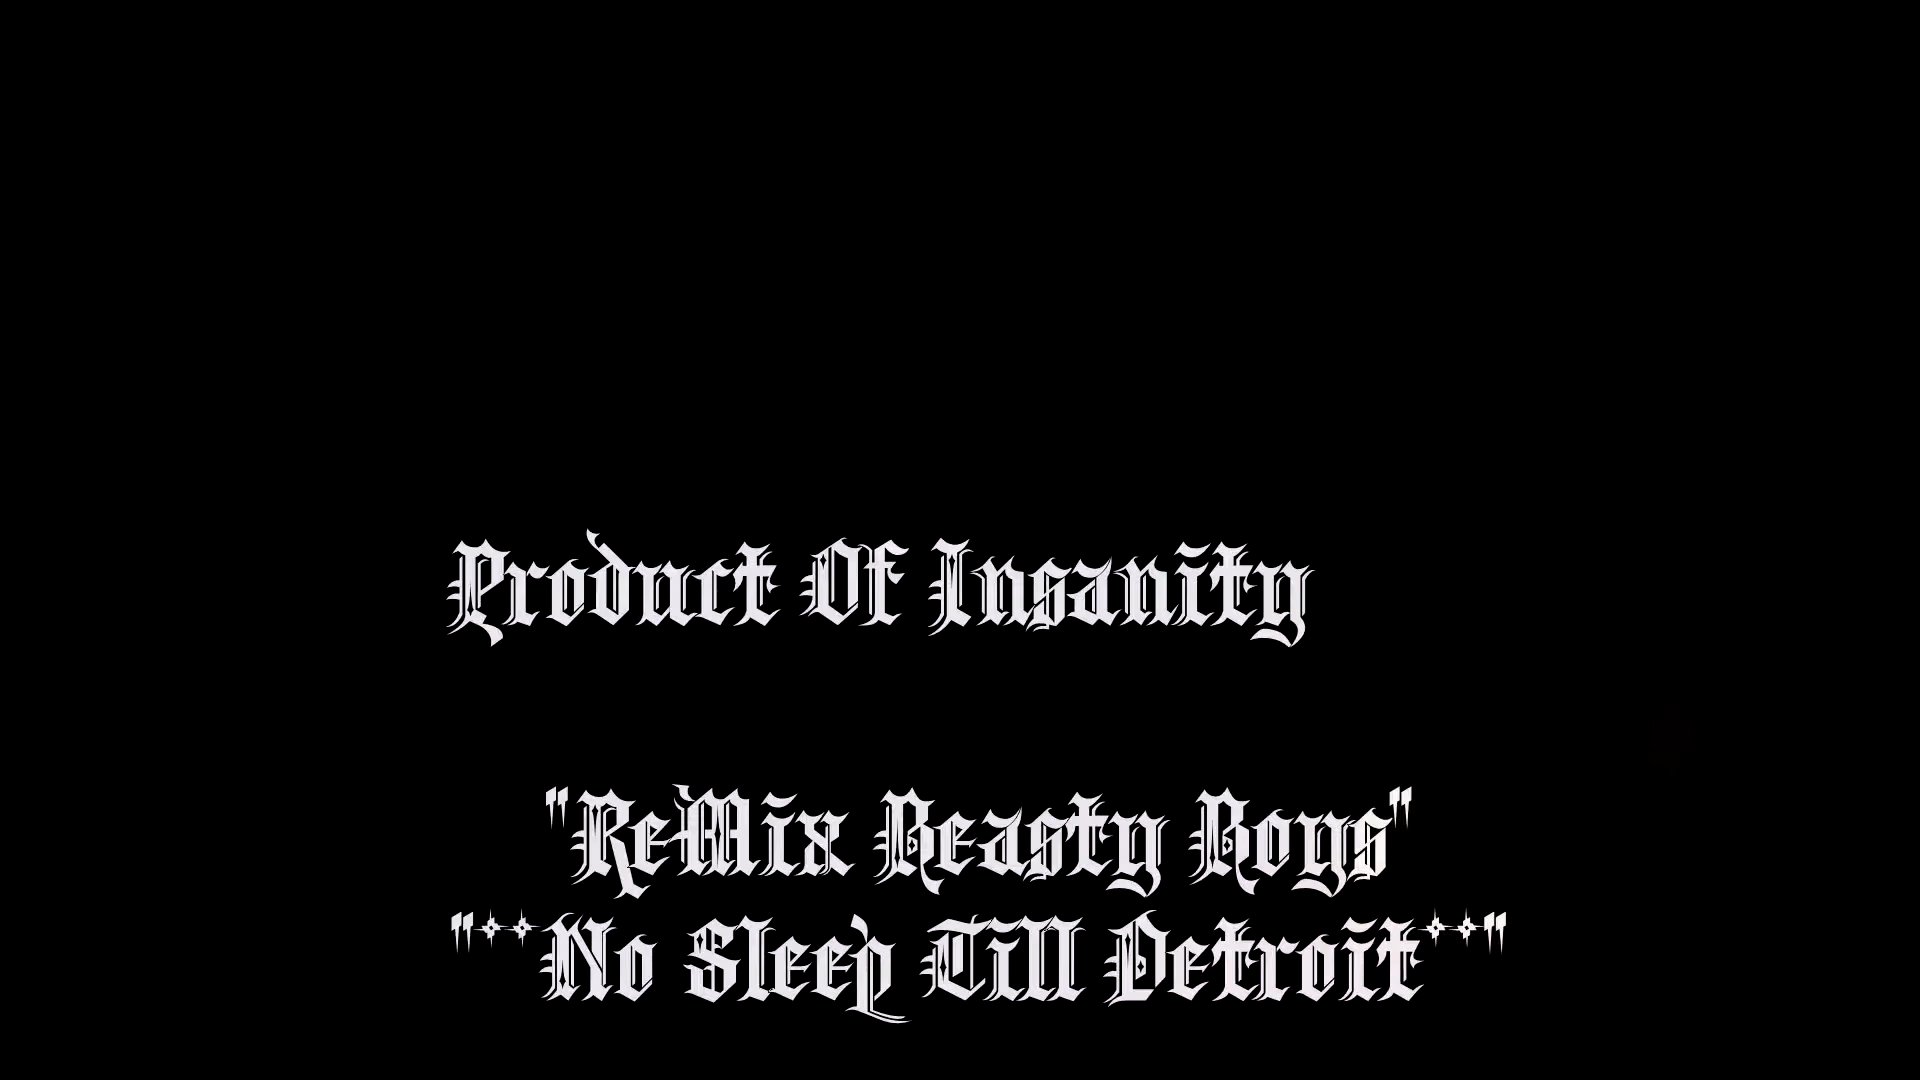 Product Of Insanity
"ReMix Beasty Boys"
"**No Sleep Till Detroit**"